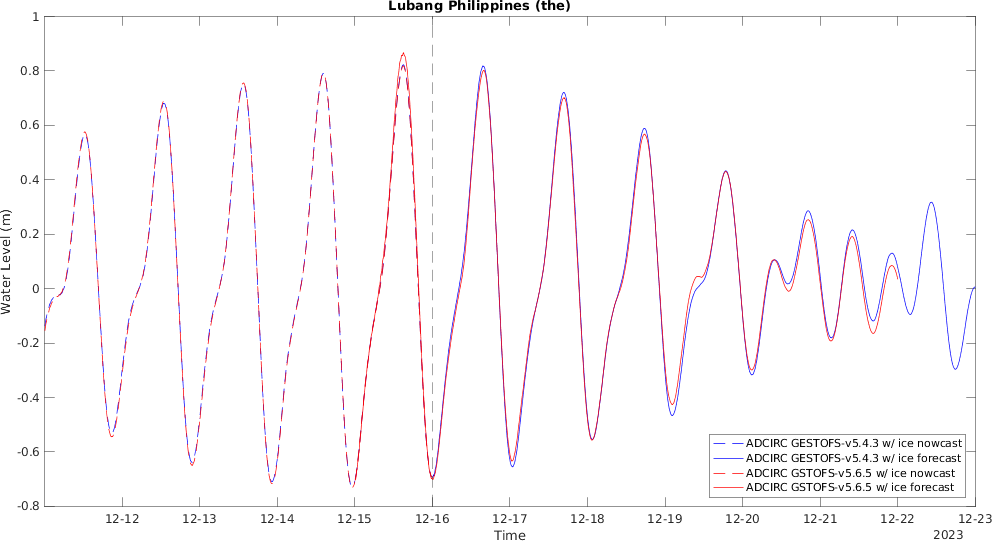 Lubang Philippines (the)
1
0.8
0.6
0.4
0.2
0
-0.2
-0.4
-0.6
-0.8
Water Level (m)
12-12 12-13 12-14 12-15 12-16 12-17 12-18 12-19 12-20 12-21 12-22 12-23
Time
2023
ADCIRC GESTOFS-v5.4.3 w/ ice nowcast
ADCIRC GESTOFS-v5.4.3 w/ ice forecast
ADCIRC GSTOFS-v5.6.5 w/ ice nowcast
ADCIRC GSTOFS-v5.6.5 w/ ice forecast